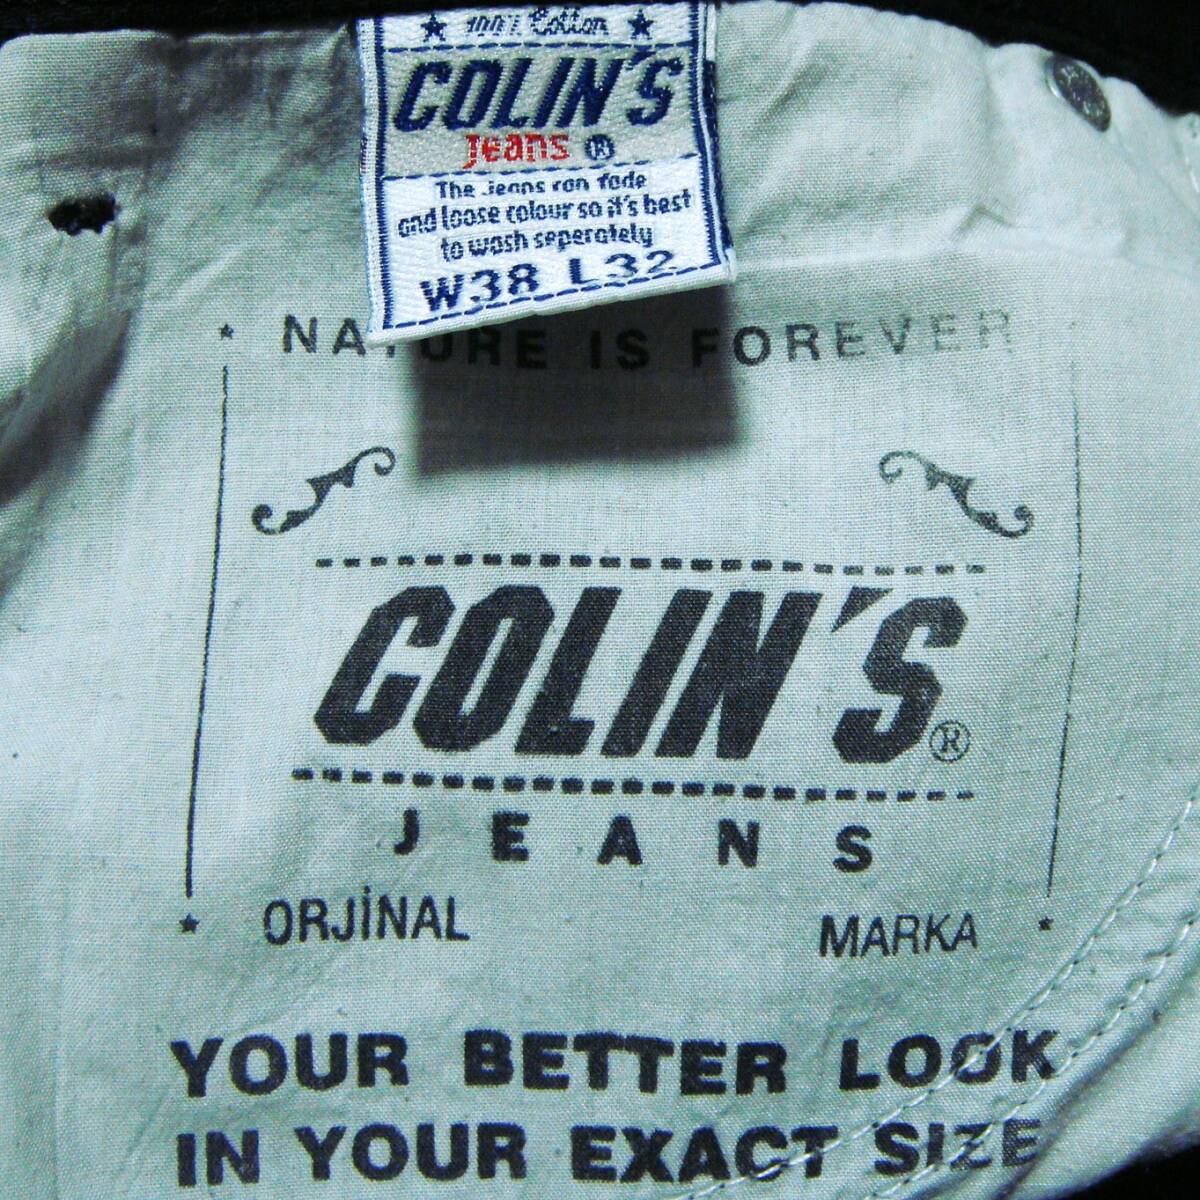 ★ 100% Cotton ★
COLIN'S
Jeans ®
The Jeans can fade
and loose colour so it's best
to wash seperately
W38 L32
★ NATURE IS FOREVER
COLIN'S ®
JEANS
★ ORJİNAL MARKA ★
YOUR BETTER LOOK
IN YOUR EXACT SIZE